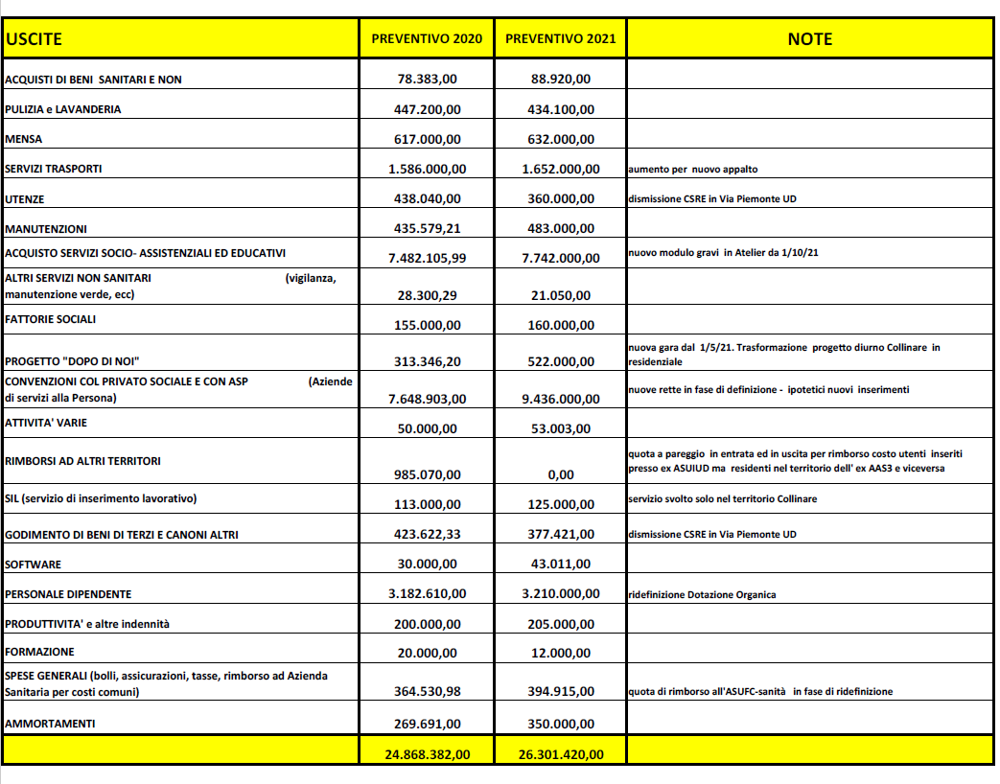 USCITE PREVENTIVO 2020 PREVENTIVO 2021 NOTE
ACQUISTI DI BENI SANITARI E NON 78.383,00 88.920,00
PULIZIA e LAVANDERIA 447.200,00 434.100,00
MENSA 617.000,00 632.000,00
SERVIZI TRASPORTI 1.586.000,00 1.652.000,00 aumento per nuovo appalto
UTENZE 438.040,00 360.000,00 dismissione CSRE in Via Piemonte UD
MANUTENZIONI 435.579,21 483.000,00
ACQUISTO SERVIZI SOCIO- ASSISTENZIALI ED EDUCATIVI 7.482.105,99 7.742.000,00 nuovo modulo gravi in Atelier da 1/10/21
ALTRI SERVIZI NON SANITARI (vigilanza,
manutenzione verde, ecc) 28.300,29 21.050,00
FATTORIE SOCIALI 155.000,00 160.000,00
nuova gara dal 1/5/21. Trasformazione progetto diurno Collinare in
PROGETTO "DOPO DI NOI" 313.346,20 522.000,00 residenziale
CONVENZIONI COL PRIVATO SOCIALE E CON ASP (Aziende
di servizi alla Persona) 7.648.903,00 9.436.000,00 nuove rette in fase di definizione - ipotetici nuovi inserimenti
ATTIVITA' VARIE 50.000,00 53.003,00
quota a pareggio in entrata ed in uscita per rimborso costo utenti inseriti
RIMBORSI AD ALTRI TERRITORI 985.070,00 0,00 presso ex ASUIUD ma residenti nel territorio dell' ex AAS3 e viceversa
SIL (servizio di inserimento lavorativo) 113.000,00 125.000,00 servizio svolto solo nel territorio Collinare
GODIMENTO DI BENI DI TERZI E CANONI ALTRI 423.622,33 377.421,00 dismissione CSRE in Via Piemonte UD
SOFTWARE 30.000,00 43.011,00
PERSONALE DIPENDENTE 3.182.610,00 3.210.000,00 ridefinizione Dotazione Organica
PRODUTTIVITA' e altre indennità 200.000,00 205.000,00
FORMAZIONE 20.000,00 12.000,00
SPESE GENERALI (bolli, assicurazioni, tasse, rimborso ad Azienda
Sanitaria per costi comuni) 364.530,98 394.915,00 quota di rimborso all'ASUFC-sanità in fase di ridefinizione
AMMORTAMENTI 269.691,00 350.000,00
24.868.382,00 26.301.420,00